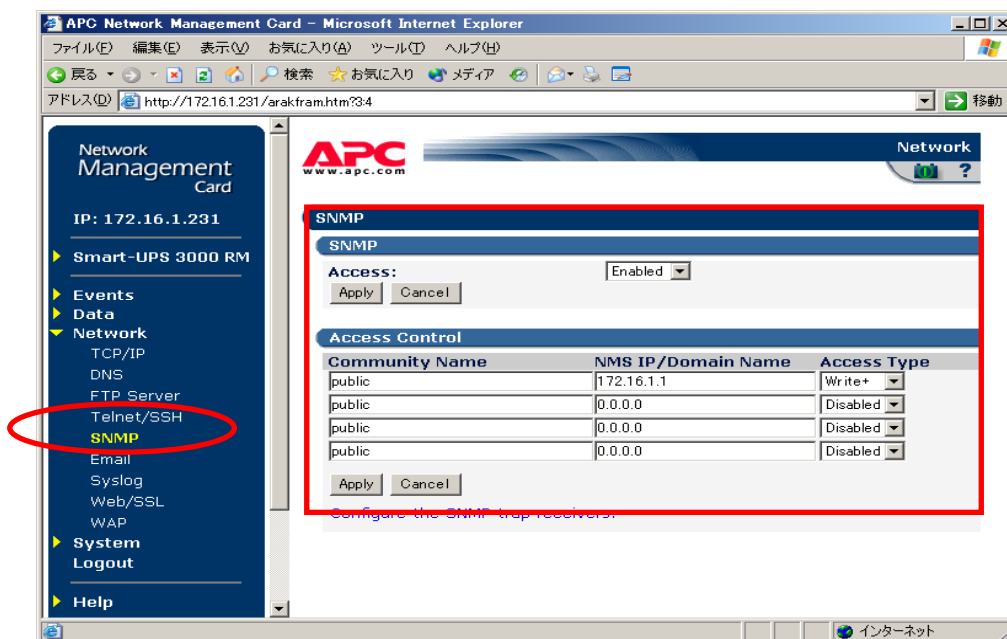 APC Network Management Card - Microsoft Internet Explorer
ファイル(F) 編集(E) 表示(V) お気に入り(A) ツール(T) ヘルプ(H)
戻る 検索 お気に入り メディア
アドレス(D) http://172.16.1.231/arakfram.htm?3:4 移動
Network
Management
Card
IP: 172.16.1.231
Smart-UPS 3000 RM
Events
Data
Network
TCP/IP
DNS
FTP Server
Telnet/SSH
SNMP
Email
Syslog
Web/SSL
WAP
System
Logout
Help
APC
www.apc.com
Network
?
SNMP
SNMP
Access: Enabled
Apply Cancel
Access Control
Community Name NMS IP/Domain Name Access Type
public 172.16.1.1 Write+
public 0.0.0.0 Disabled
public 0.0.0.0 Disabled
public 0.0.0.0 Disabled
Apply Cancel
Configure the SNMP trap receivers.
インターネット